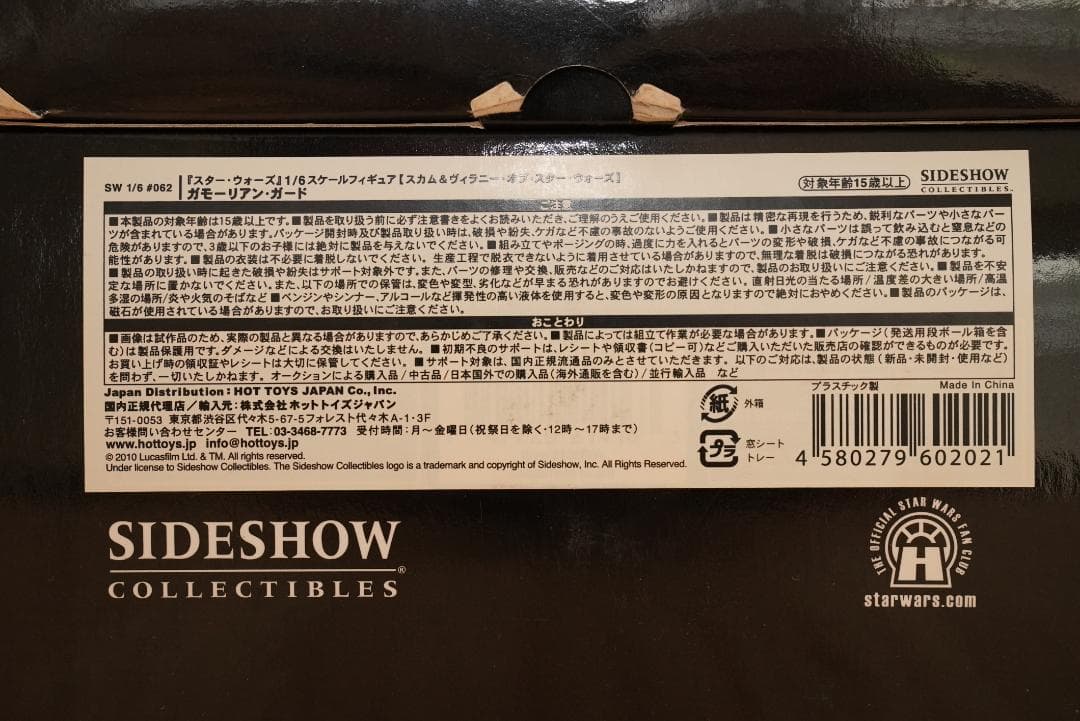 SW 1/6 #062
『スター・ウォーズ』1/6スケールフィギュア【スカム&ヴィラニー・オブ・スター・ウォーズ】
ガモーリアン・ガード
対象年齢15歳以上
SIDESHOW
COLLECTIBLES
ご注意
■本製品の対象年齢は15歳以上です。■製品を取り扱う前に必ず注意書きをよくお読みいただき、ご理解のうえご使用ください。■製品は精密な再現を行うため、鋭利なパーツや小さなパー
ツが含まれている場合があります。パッケージ開封時及び製品取り扱い時は、破損や紛失、ケガなど不慮の事故のないようご使用ください。■小さなパーツは誤って飲み込むと窒息などの
危険がありますので、3歳以下のお子様には絶対に製品を与えないでください。■組み立てやポージングの時、過度に力を入れるとパーツの変形や破損、ケガなど不慮の事故につながる可
能性があります。■製品の衣装は不必要に着脱しないでください。生産工程で脱衣できないように着用させている場合がありますので、無理な着脱は破損につながる恐れがあります。
■製品の取り扱い時に起きた破損や紛失はサポート対象外です。また、パーツの修理や交換、販売などのご対応はいたしかねますので、製品のお取り扱いにご注意ください。■製品を不安
定な場所に置かないでください。また、以下の場所での保管は、変色や変型、劣化などが早まる恐れがありますのでお避けください。直射日光の当たる場所/温度差の大きい場所/高温
多湿の場所/炎や火気のそばなど■ベンジンやシンナー、アルコールなど揮発性の高い液体を使用すると、変色や変形の原因となりますので絶対におやめください。■製品のパッケージは、
磁石が使用されている場合がありますので、お取り扱いにご注意ください。
おことわり
■画像は試作品のため、実際の製品と異なる場合がありますので、あらかじめご了承ください。■製品によっては組立て作業が必要な場合があります。■パッケージ(発送用段ボール箱を含
む)は製品保護用です。ダメージなどによる交換はいたしません。■初期不良のサポートは、レシートや領収書(コピー可)などご購入いただいた販売店の確認ができるものが必要です。
お買い上げ時の領収証やレシートは大切に保管してください。■サポート対象は、国内正規流通品のみとさせていただきます。以下のご対応は、製品の状態(新品・未開封・使用など)
を問わず、一切いたしかねます。オークションによる購入品/中古品/日本国外での購入品(海外通販を含む)/並行輸入品 など
Japan Distribution:HOT TOYS JAPAN Co., Inc.
国内正規代理店/輸入元:株式会社ホットトイズジャパン
〒151-0053 東京都渋谷区代々木5-67-5フォレスト代々木A-1・3F
お客様問い合わせセンター TEL:03-3468-7773 受付時間:月~金曜日(祝祭日を除く・12時~17時まで)
www.hottoys.jp info@hottoys.jp
© 2010 Lucasfilm Ltd. & TM. All rights reserved.
Under license to Sideshow Collectibles. The Sideshow Collectibles logo is a trademark and copyright of Sideshow, Inc. All Rights Reserved.
紙 外箱
プラ 窓シート
トレー
プラスチック製 Made In China
4 580279 602021
SIDESHOW
COLLECTIBLES®
THE OFFICIAL STAR WARS FAN CLUB
H
starwars.com